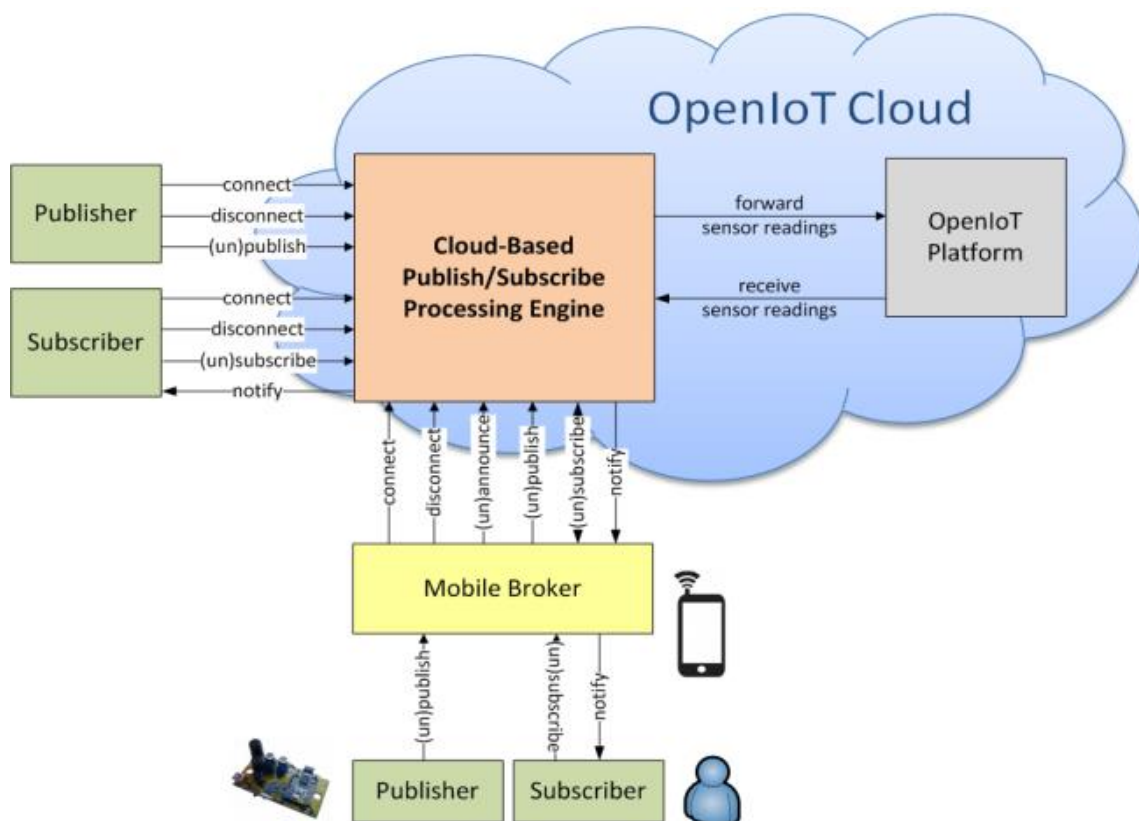 OpenIoT Cloud
Publisher
connect
disconnect
(un)publish
Subscriber
connect
disconnect
(un)subscribe
notify
Cloud-Based
Publish/Subscribe
Processing Engine
forward
sensor readings
receive
sensor readings
OpenIoT
Platform
connect
disconnect
(un)announce
(un)publish
(un)subscribe
notify
Mobile Broker
(un)publish
(un)subscribe
notify
Publisher
Subscriber